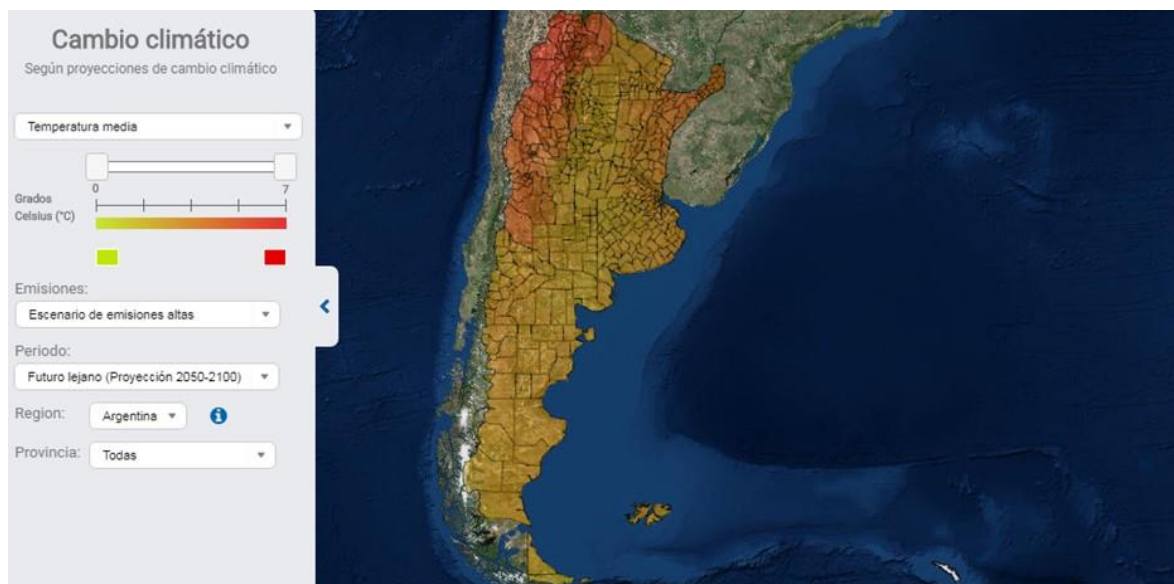 Cambio climático
Según proyecciones de cambio climático
Temperatura media
0 7
Grados
Celsius (°C)
Emisiones:
Escenario de emisiones altas
Periodo:
Futuro lejano (Proyección 2050-2100)
Region: Argentina
Provincia: Todas